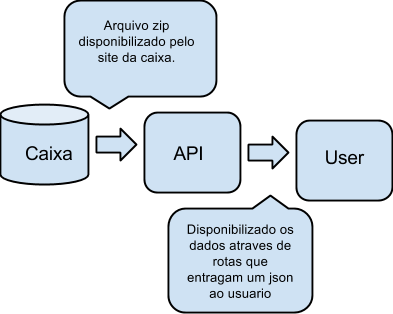 Arquivo zip
disponibilizado pelo
site da caixa.
Caixa
API
User
Disponibilizado os
dados atraves de
rotas que
entragam um json
ao usuario